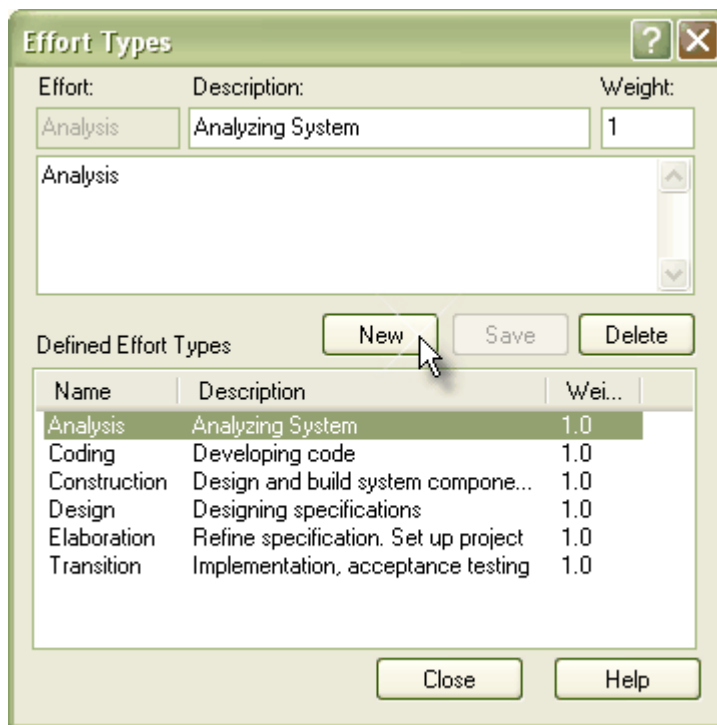 Effort Types
Effort: Description: Weight:
Analysis Analyzing System 1
Analysis
Defined Effort Types New Save Delete
Name Description Wei...
Analysis Analyzing System 1.0
Coding Developing code 1.0
Construction Design and build system compone... 1.0
Design Designing specifications 1.0
Elaboration Refine specification. Set up project 1.0
Transition Implementation, acceptance testing 1.0
Close Help